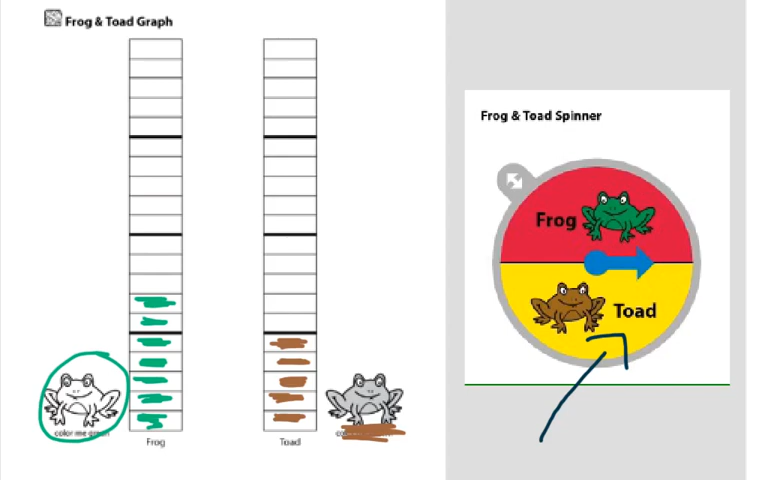 Frog & Toad Graph
Frog & Toad Spinner
Frog
Toad
color me green
Frog
Toad